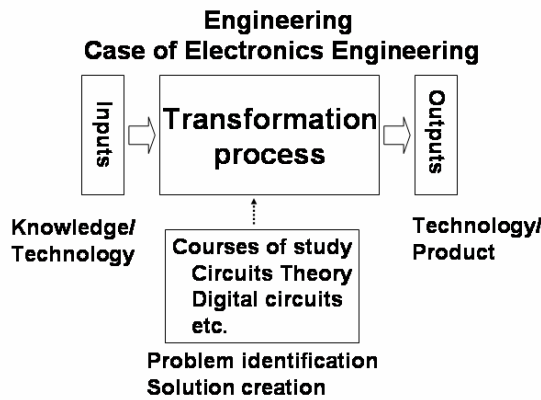 Engineering
Case of Electronics Engineering
Inputs
Transformation
process
Outputs
Knowledge/
Technology
Technology/
Product
Courses of study
Circuits Theory
Digital circuits
etc.
Problem identification
Solution creation